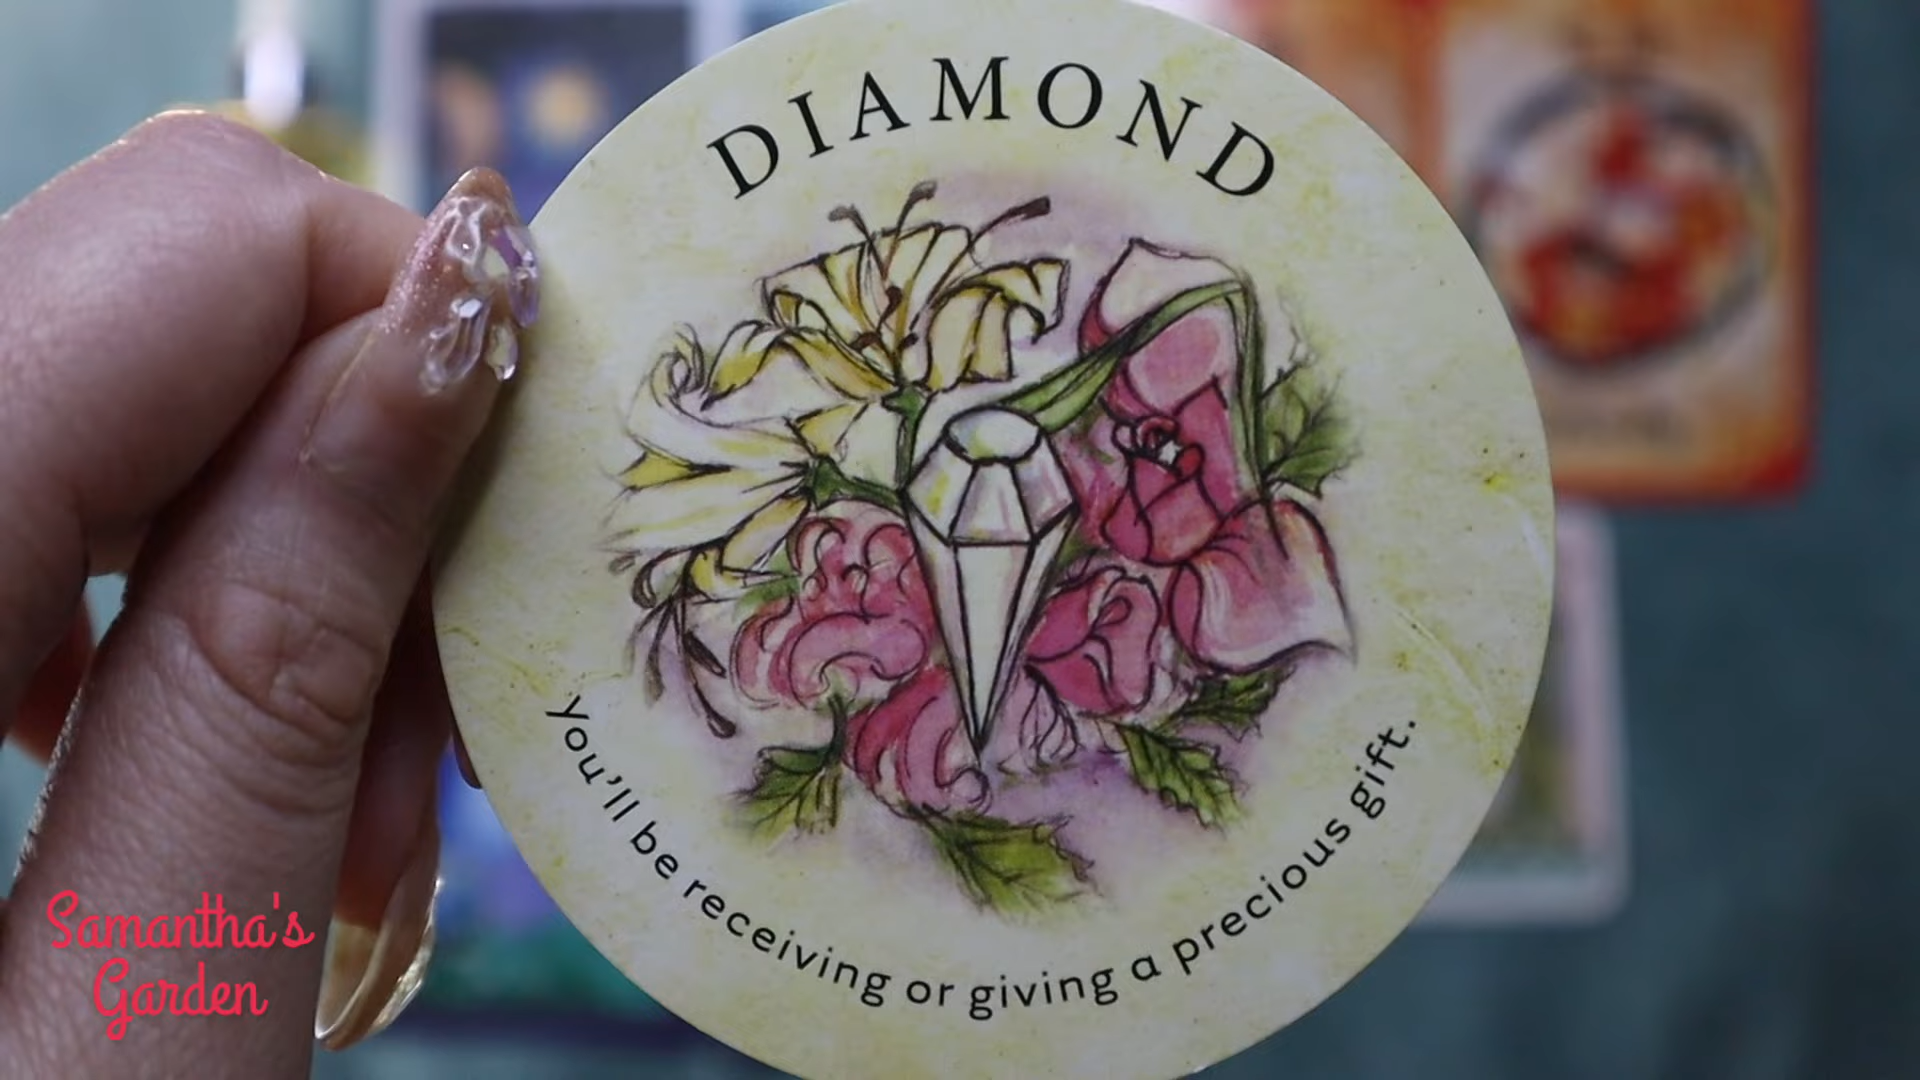 DIAMOND
You'll be receiving or giving a precious gift.
Samantha's
Garden